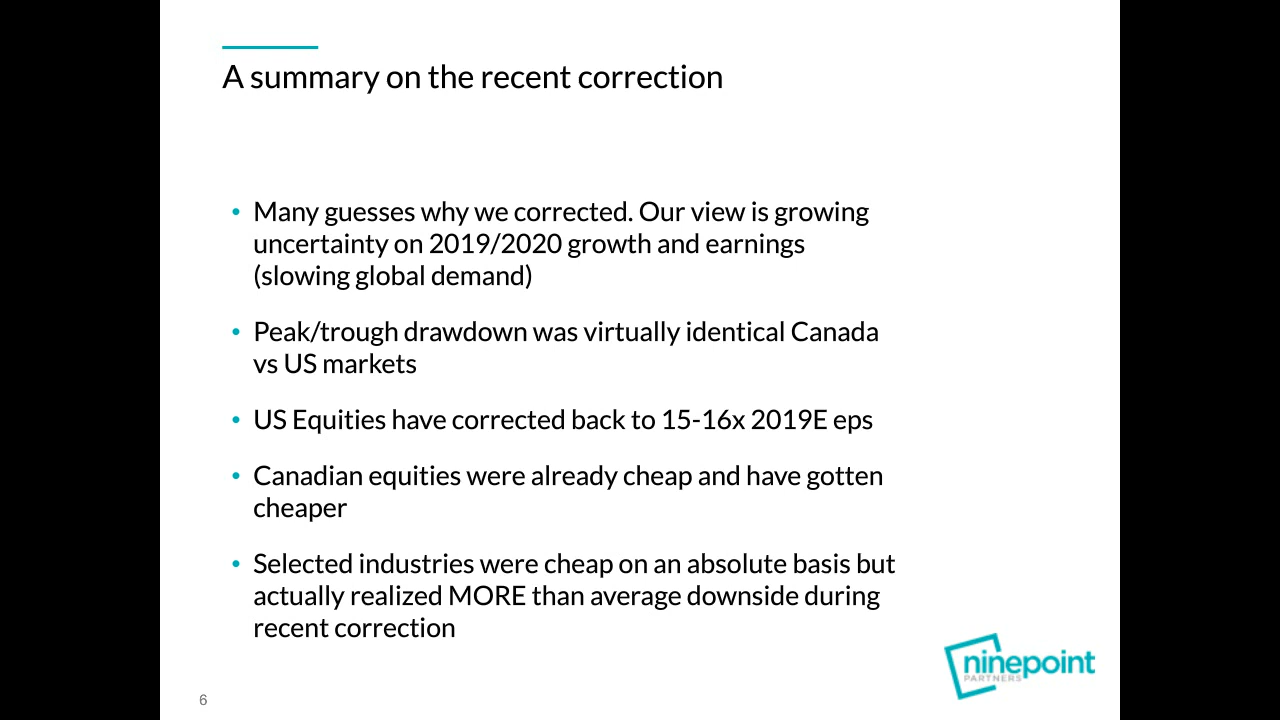 A summary on the recent correction
• Many guesses why we corrected. Our view is growing
uncertainty on 2019/2020 growth and earnings
(slowing global demand)
• Peak/trough drawdown was virtually identical Canada
vs US markets
• US Equities have corrected back to 15-16x 2019E eps
• Canadian equities were already cheap and have gotten
cheaper
• Selected industries were cheap on an absolute basis but
actually realized MORE than average downside during
recent correction
ninepoint
PARTNERS
6